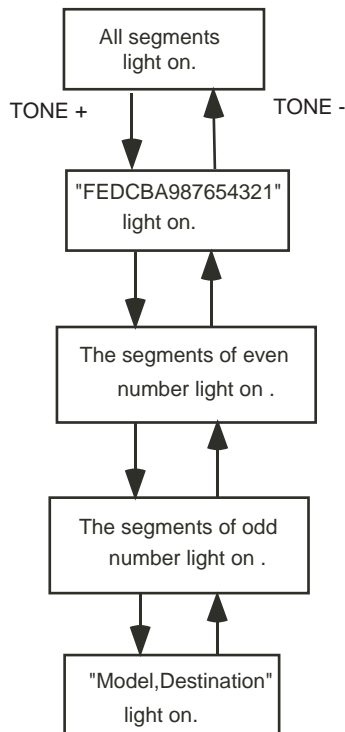 All segments
light on.
TONE +
TONE -
"FEDCBA987654321"
light on.
The segments of even
number light on .
The segments of odd
number light on .
"Model,Destination"
light on.